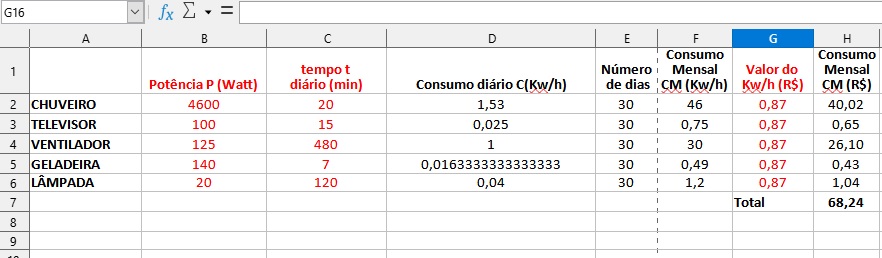 G16 fx Σ =
A B C D E F G H
1 Potência P (Watt) tempo t diário (min) Consumo diário C(Kw/h) Número de dias Consumo Mensal CM (Kw/h) Valor do Kw/h (R$) Consumo Mensal CM (R$)
2 CHUVEIRO 4600 20 1,53 30 46 0,87 40,02
3 TELEVISOR 100 15 0,025 30 0,75 0,87 0,65
4 VENTILADOR 125 480 1 30 30 0,87 26,10
5 GELADEIRA 140 7 0,0163333333333333 30 0,49 0,87 0,43
6 LÂMPADA 20 120 0,04 30 1,2 0,87 1,04
7 Total 68,24
8
9